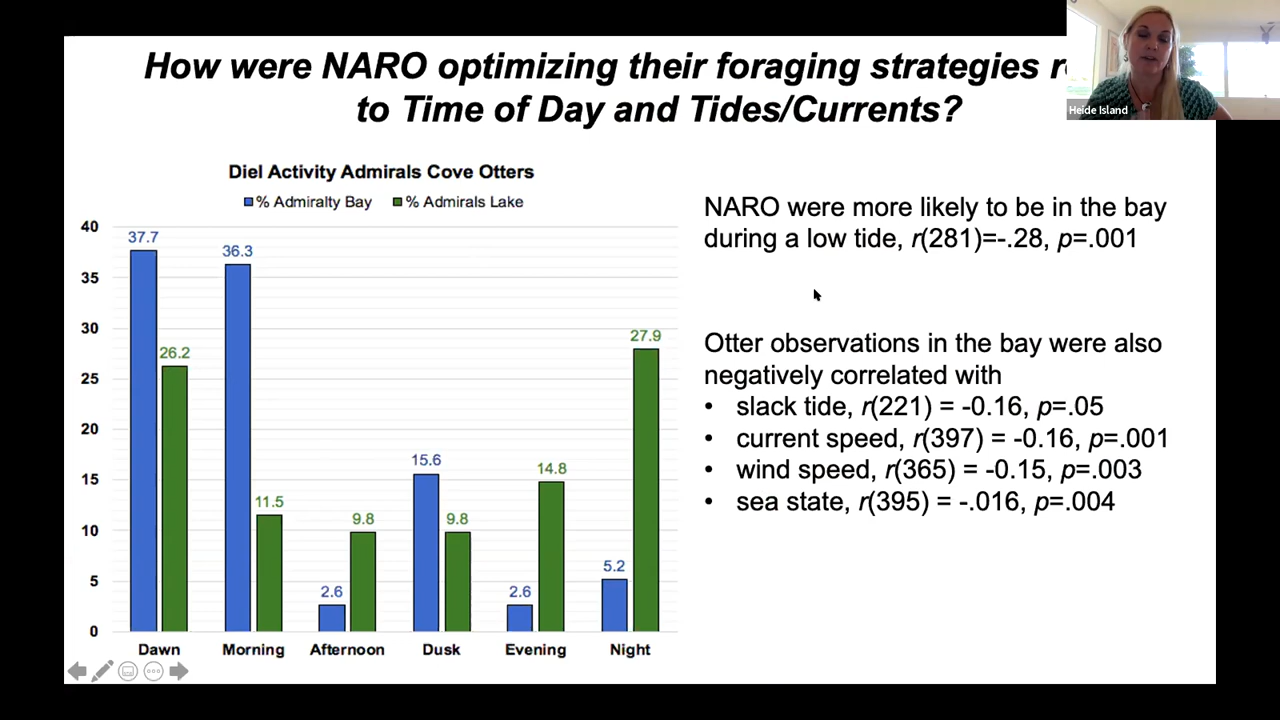 How were NARO optimizing their foraging strategies
to Time of Day and Tides/Currents?
Heide Island
Diel Activity Admirals Cove Otters
% Admiralty Bay % Admirals Lake
40
35
30
25
20
15
10
5
0
37.7
26.2
36.3
11.5
2.6
9.8
15.6
9.8
2.6
14.8
5.2
27.9
Dawn Morning Afternoon Dusk Evening Night
NARO were more likely to be in the bay
during a low tide, r(281)=-.28, p=.001
Otter observations in the bay were also
negatively correlated with
• slack tide, r(221) = -0.16, p=.05
• current speed, r(397) = -0.16, p=.001
• wind speed, r(365) = -0.15, p=.003
• sea state, r(395) = -.016, p=.004